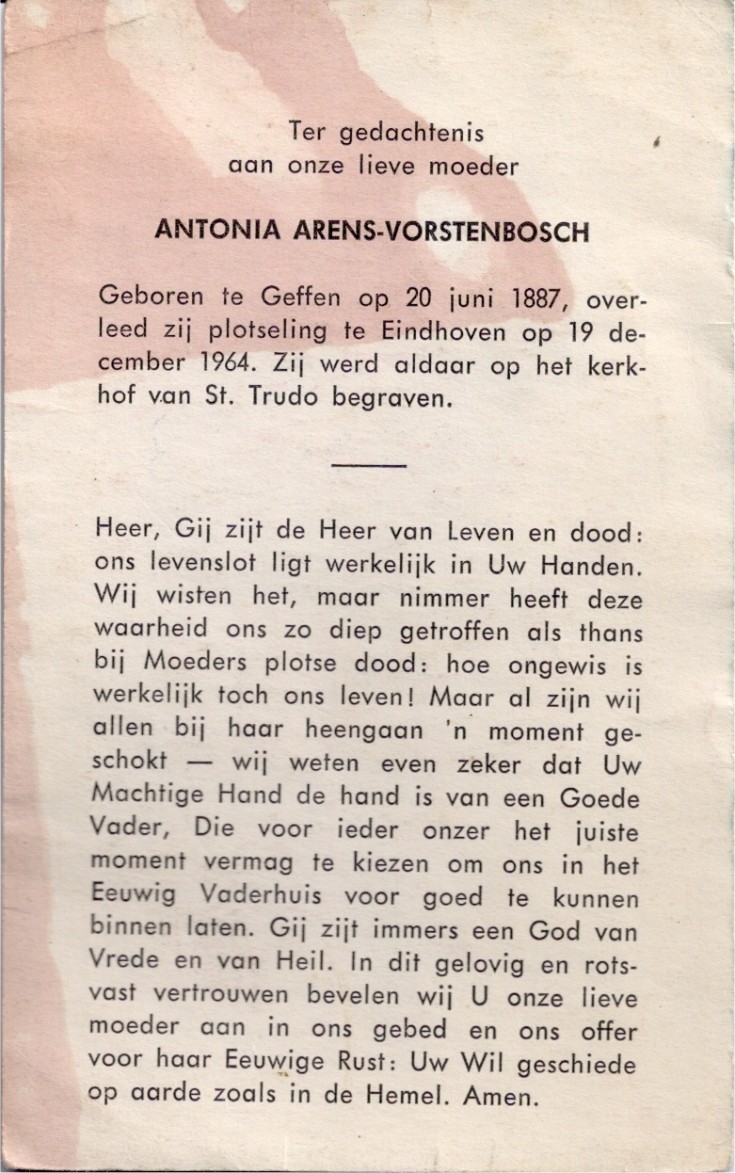 Ter gedachtenis
aan onze lieve moeder
ANTONIA ARENS-VORSTENBOSCH
Geboren te Geffen op 20 juni 1887, over-
leed zij plotseling te Eindhoven op 19 de-
cember 1964. Zij werd aldaar op het kerk-
hof van St. Trudo begraven.
Heer, Gij zijt de Heer van Leven en dood:
ons levenslot ligt werkelijk in Uw Handen.
Wij wisten het, maar nimmer heeft deze
waarheid ons zo diep getroffen als thans
bij Moeders plotse dood: hoe ongewis is
werkelijk toch ons leven! Maar al zijn wij
allen bij haar heengaan 'n moment ge-
schokt — wij weten even zeker dat Uw
Machtige Hand de hand is van een Goede
Vader, Die voor ieder onzer het juiste
moment vermag te kiezen om ons in het
Eeuwig Vaderhuis voor goed te kunnen
binnen laten. Gij zijt immers een God van
Vrede en van Heil. In dit gelovig en rots-
vast vertrouwen bevelen wij U onze lieve
moeder aan in ons gebed en ons offer
voor haar Eeuwige Rust: Uw Wil geschiede
op aarde zoals in de Hemel. Amen.